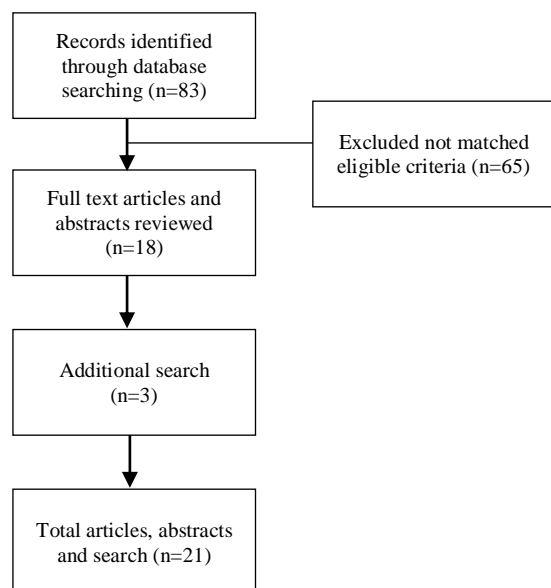 Records identified
through database
searching (n=83)
Excluded not matched
eligible criteria (n=65)
Full text articles and
abstracts reviewed
(n=18)
Additional search
(n=3)
Total articles, abstracts
and search (n=21)